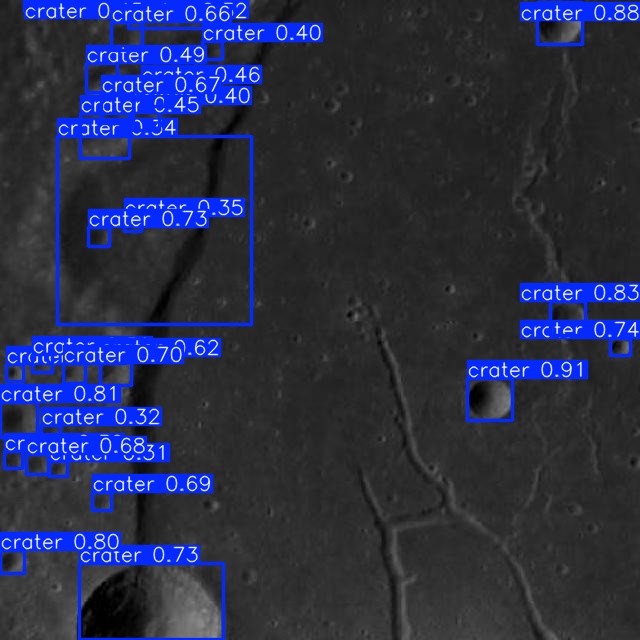 crater 0.88
crater 0.66
crater 0.40
crater 0.49
crater 0.46
crater 0.67
0.40
crater 0.45
crater 0.34
crater 0.35
crater 0.73
crater 0.83
crater 0.74
0.62
crater 0.70
crater 0.91
crater 0.81
crater 0.32
crater 0.68
0.31
crater 0.69
crater 0.80
crater 0.73